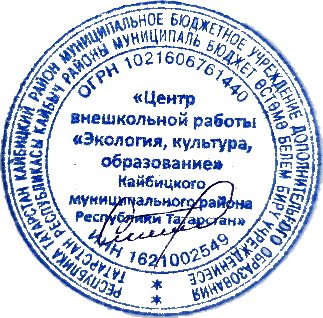 РЕСПУБЛИКА ТАТАРСТАН КАЙБИЦКИЙ РАЙОН МУНИЦИПАЛЬНОЕ БЮДЖЕТНОЕ УЧРЕЖДЕНИЕ ДОПОЛНИТЕЛЬНОГО ОБРАЗОВАНИЯ
ТАТАРСТАН РЕСПУБЛИКАСЫ КАЙБЫЧ РАЙОНЫ МУНИЦИПАЛЬ БЮДЖЕТ ӨСТӘМӘ БЕЛЕМ БИРҮ УЧРЕЖДЕНИЕСЕ
ОГРН 1021606761440
«Центр
внешкольной работы
«Экология, культура,
образование»
Кайбицкого
муниципального района
Республики Татарстан»
ИНН 1621002549